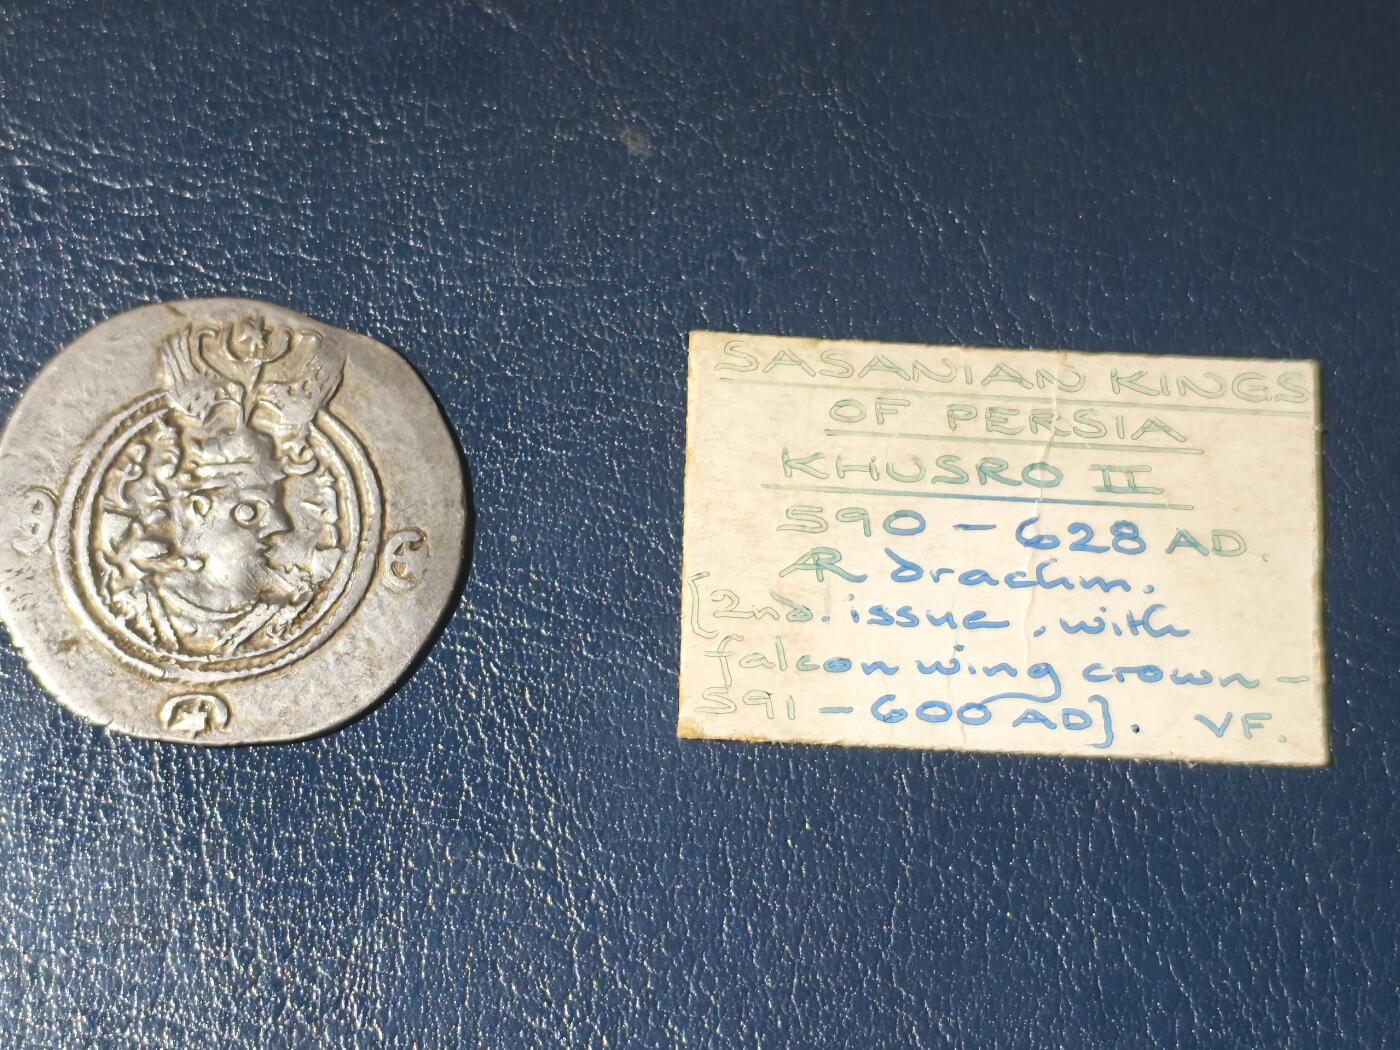 SASANIAN KINGS
OF PERSIA
KHUSRO II
590 - 628 AD
AR drachm.
[2nd. issue, with
falcon wing crown -
591 - 600 AD}. VF.